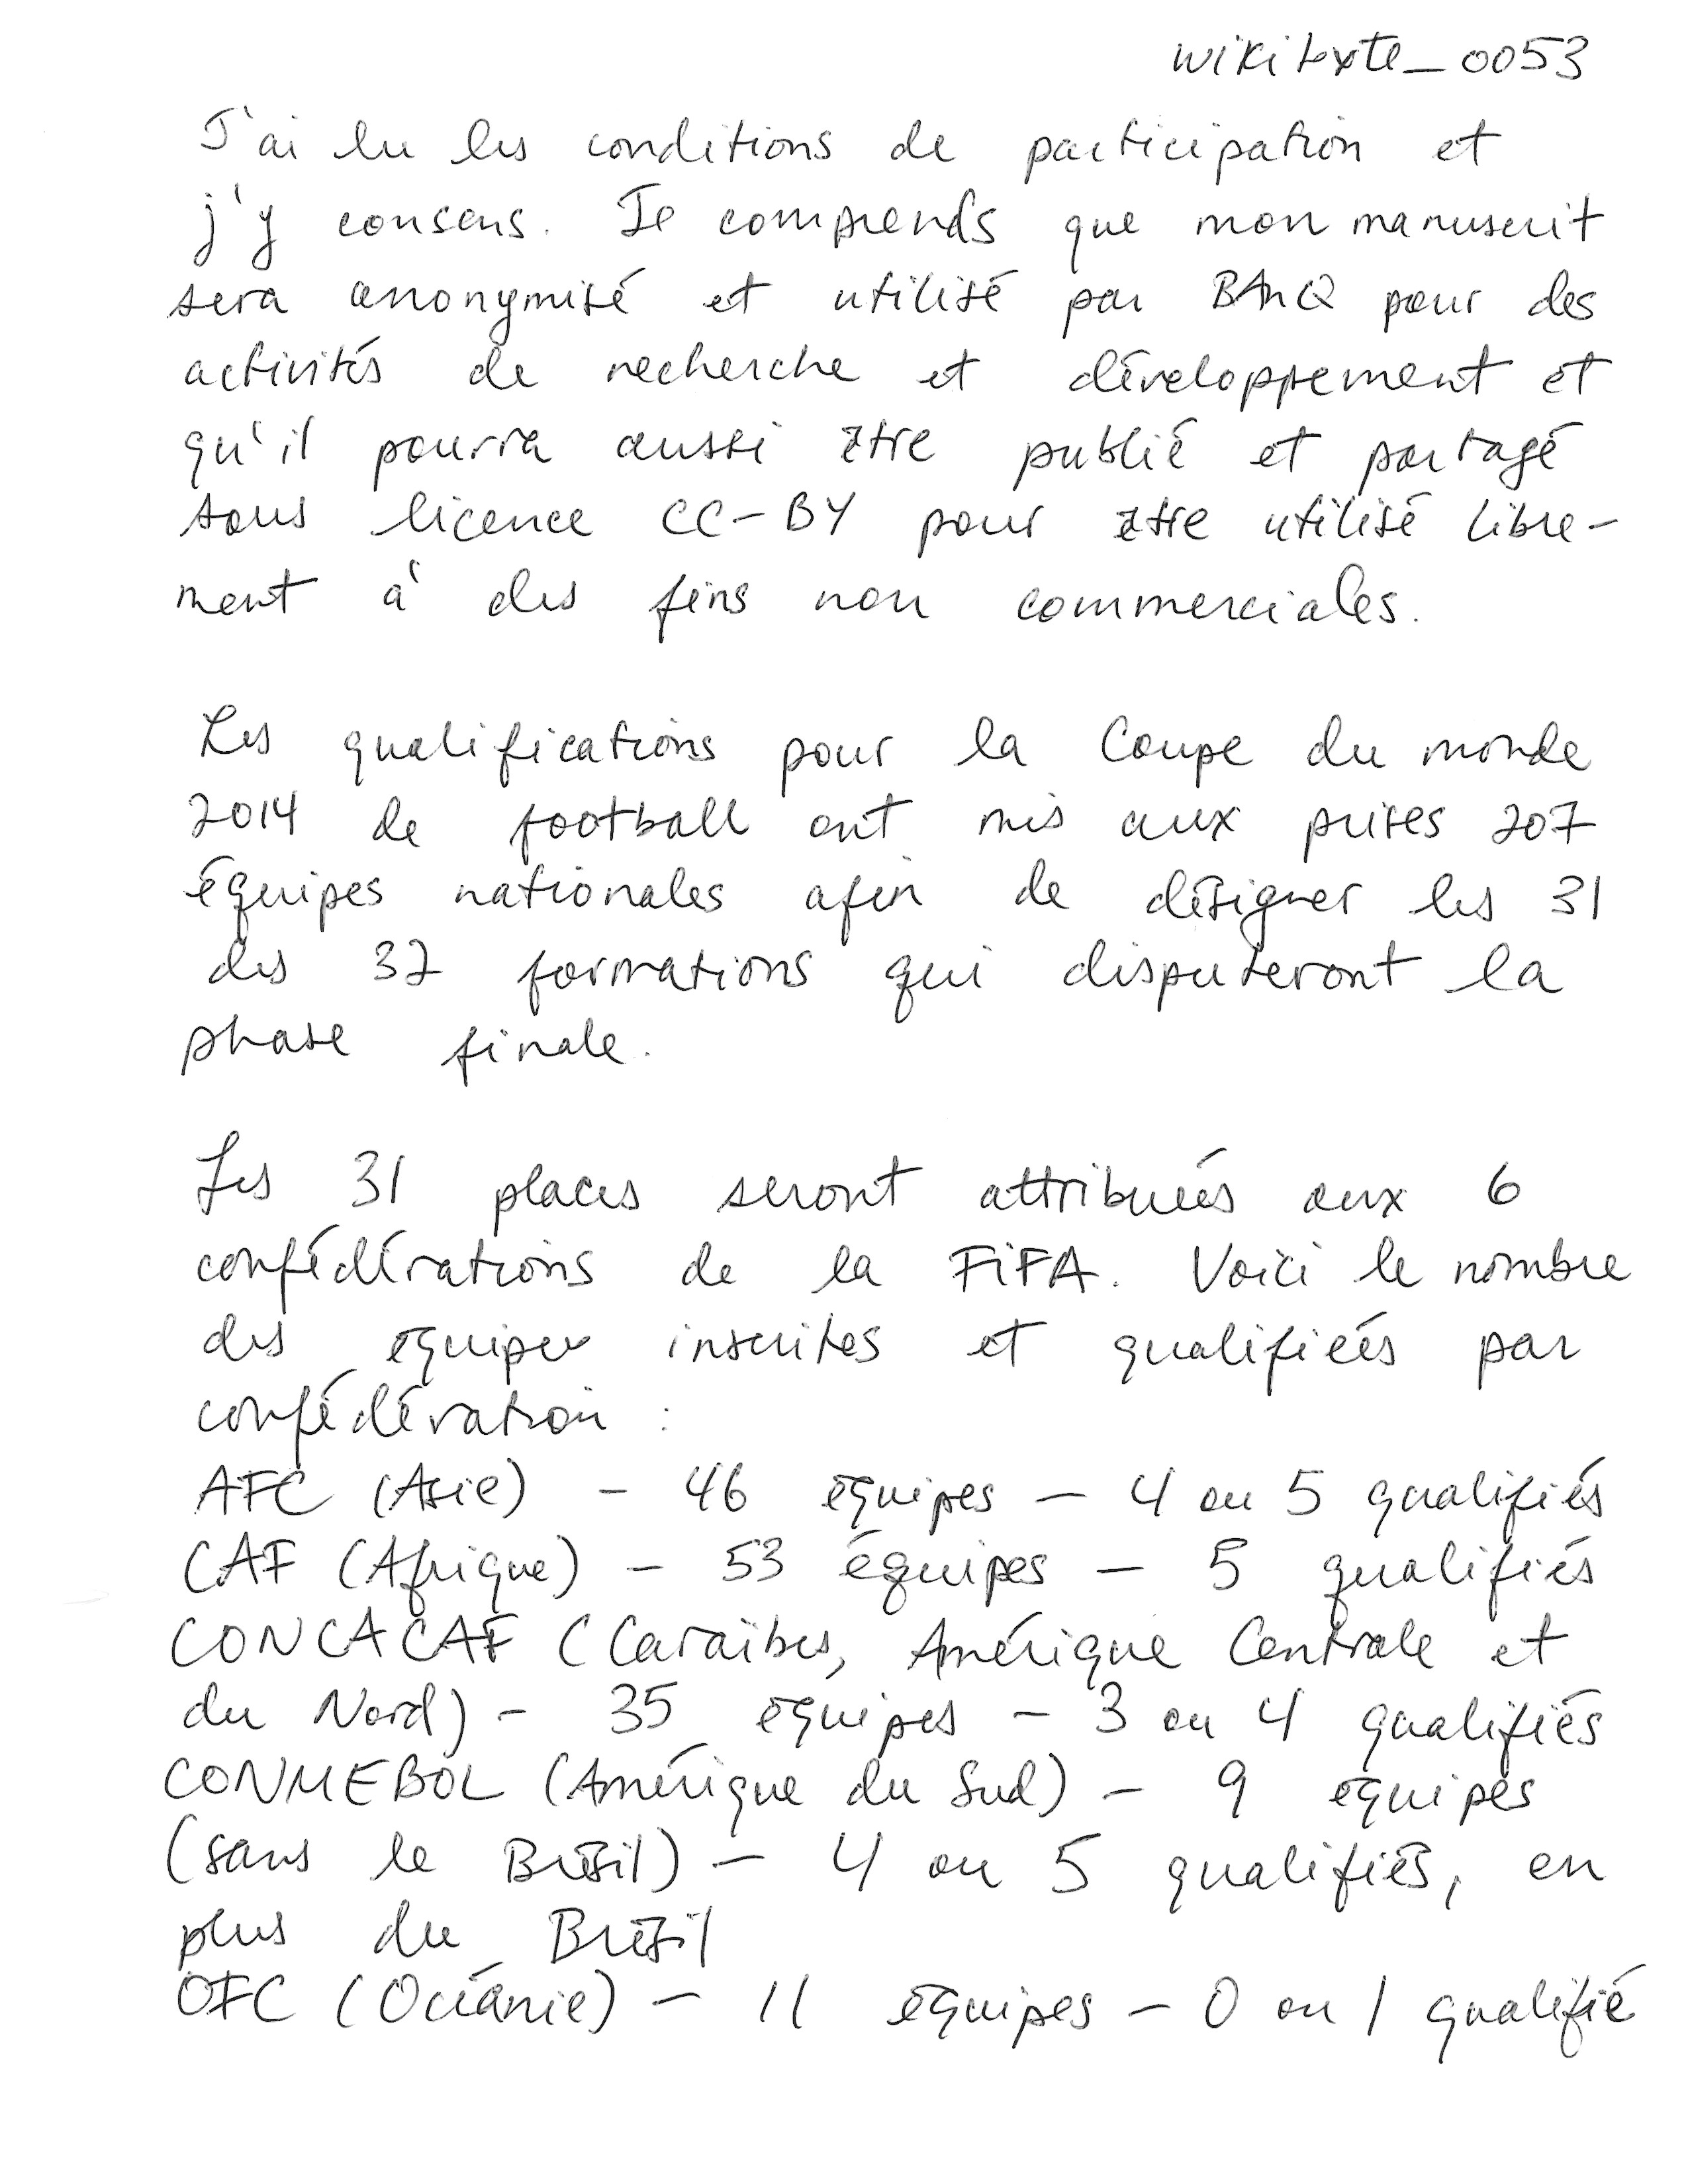 wikitexte_0053
J'ai lu les conditions de participation et
j'y consens. Je comprends que mon manuscrit
sera anonymisé et utilisé par BAnQ pour des
activités de recherche et développement et
qu'il pourra aussi être publié et partagé
sous licence CC-BY pour être utilisé libre-
ment à des fins non commerciales.
Les qualifications pour la Coupe du monde
2014 de football ont mis aux prises 207
équipes nationales afin de désigner les 31
des 32 formations qui disputeront la
phase finale.
Les 31 places seront attribuées aux 6
confédérations de la FIFA. Voici le nombre
des équipes inscrites et qualifiées par
confédération :
AFC (Asie) - 46 équipes - 4 ou 5 qualifiés
CAF (Afrique) - 53 équipes - 5 qualifiés
CONCACAF (Caraïbes, Amérique Centrale et
du Nord) - 35 équipes - 3 ou 4 qualifiés
CONMEBOL (Amérique du Sud) - 9 équipes
(sans le Brésil) - 4 ou 5 qualifiés, en
plus du Brésil
OFC (Océanie) - 11 équipes - 0 ou 1 qualifié